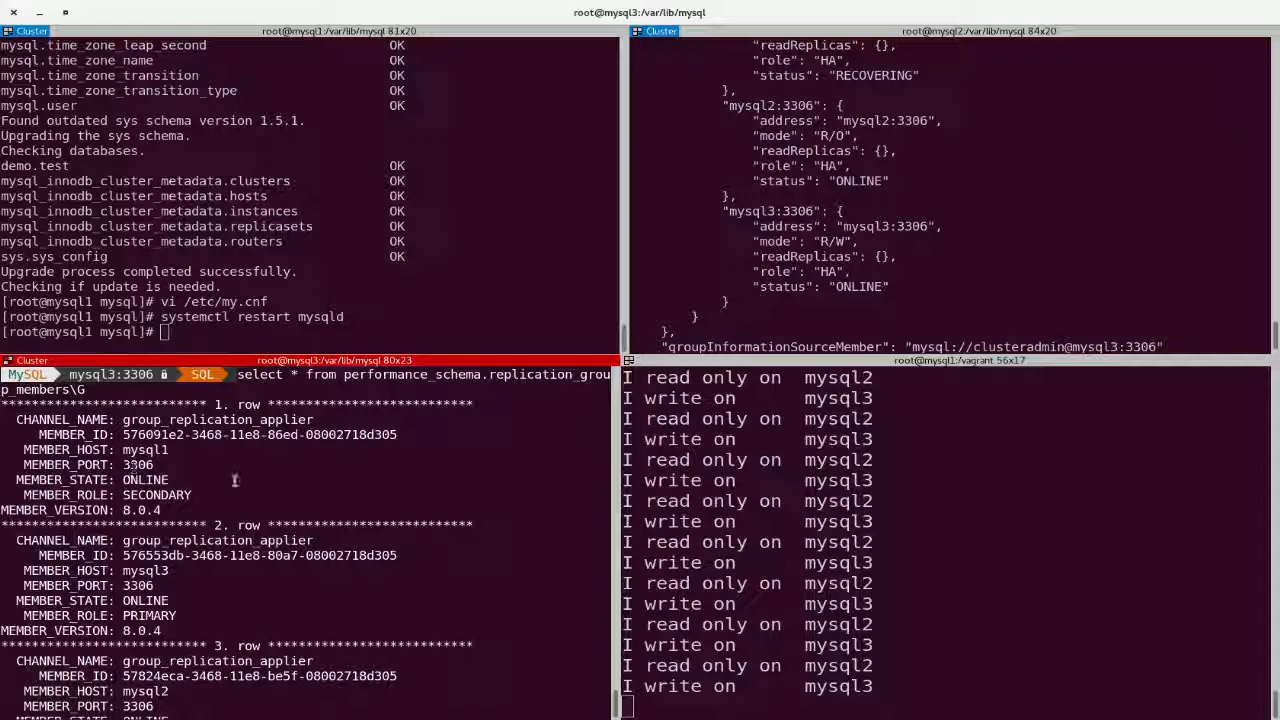 root@mysql3:/var/lib/mysql
Cluster
root@mysql1:/var/lib/mysql 81x20
mysql.time_zone_leap_second OK
mysql.time_zone_name OK
mysql.time_zone_transition OK
mysql.time_zone_transition_type OK
mysql.user OK
Found outdated sys schema version 1.5.1.
Upgrading the sys schema.
Checking databases.
demo.test OK
mysql_innodb_cluster_metadata.clusters OK
mysql_innodb_cluster_metadata.hosts OK
mysql_innodb_cluster_metadata.instances OK
mysql_innodb_cluster_metadata.replicasets OK
mysql_innodb_cluster_metadata.routers OK
sys.sys_config OK
Upgrade process completed successfully.
Checking if update is needed.
[root@mysql1 mysql]# vi /etc/my.cnf
[root@mysql1 mysql]# systemctl restart mysqld
[root@mysql1 mysql]#
Cluster
root@mysql2:/var/lib/mysql 84x20
"readReplicas": {},
"role": "HA",
"status": "RECOVERING"
},
"mysql2:3306": {
"address": "mysql2:3306",
"mode": "R/O",
"readReplicas": {},
"role": "HA",
"status": "ONLINE"
},
"mysql3:3306": {
"address": "mysql3:3306",
"mode": "R/W",
"readReplicas": {},
"role": "HA",
"status": "ONLINE"
}
}
},
"groupInformationSourceMember": "mysql://clusteradmin@mysql3:3306"
Cluster
root@mysql3:/var/lib/mysql 80x23
MySQL mysql3:3306 SQL select * from performance_schema.replication_grou
p_members\G
************************** 1. row **************************
CHANNEL_NAME: group_replication_applier
MEMBER_ID: 576091e2-3468-11e8-86ed-08002718d305
MEMBER_HOST: mysql1
MEMBER_PORT: 3306
MEMBER_STATE: ONLINE
MEMBER_ROLE: SECONDARY
MEMBER_VERSION: 8.0.4
************************** 2. row **************************
CHANNEL_NAME: group_replication_applier
MEMBER_ID: 576553db-3468-11e8-80a7-08002718d305
MEMBER_HOST: mysql3
MEMBER_PORT: 3306
MEMBER_STATE: ONLINE
MEMBER_ROLE: PRIMARY
MEMBER_VERSION: 8.0.4
************************** 3. row **************************
CHANNEL_NAME: group_replication_applier
MEMBER_ID: 57824eca-3468-11e8-be5f-08002718d305
MEMBER_HOST: mysql2
MEMBER_PORT: 3306
MEMBER_STATE: ONLINE
root@mysql1:/vagrant 56x17
I read only on mysql2
I write on mysql3
I read only on mysql2
I write on mysql3
I read only on mysql2
I write on mysql3
I read only on mysql2
I write on mysql3
I read only on mysql2
I write on mysql3
I read only on mysql2
I write on mysql3
I read only on mysql2
I write on mysql3
I read only on mysql2
I write on mysql3